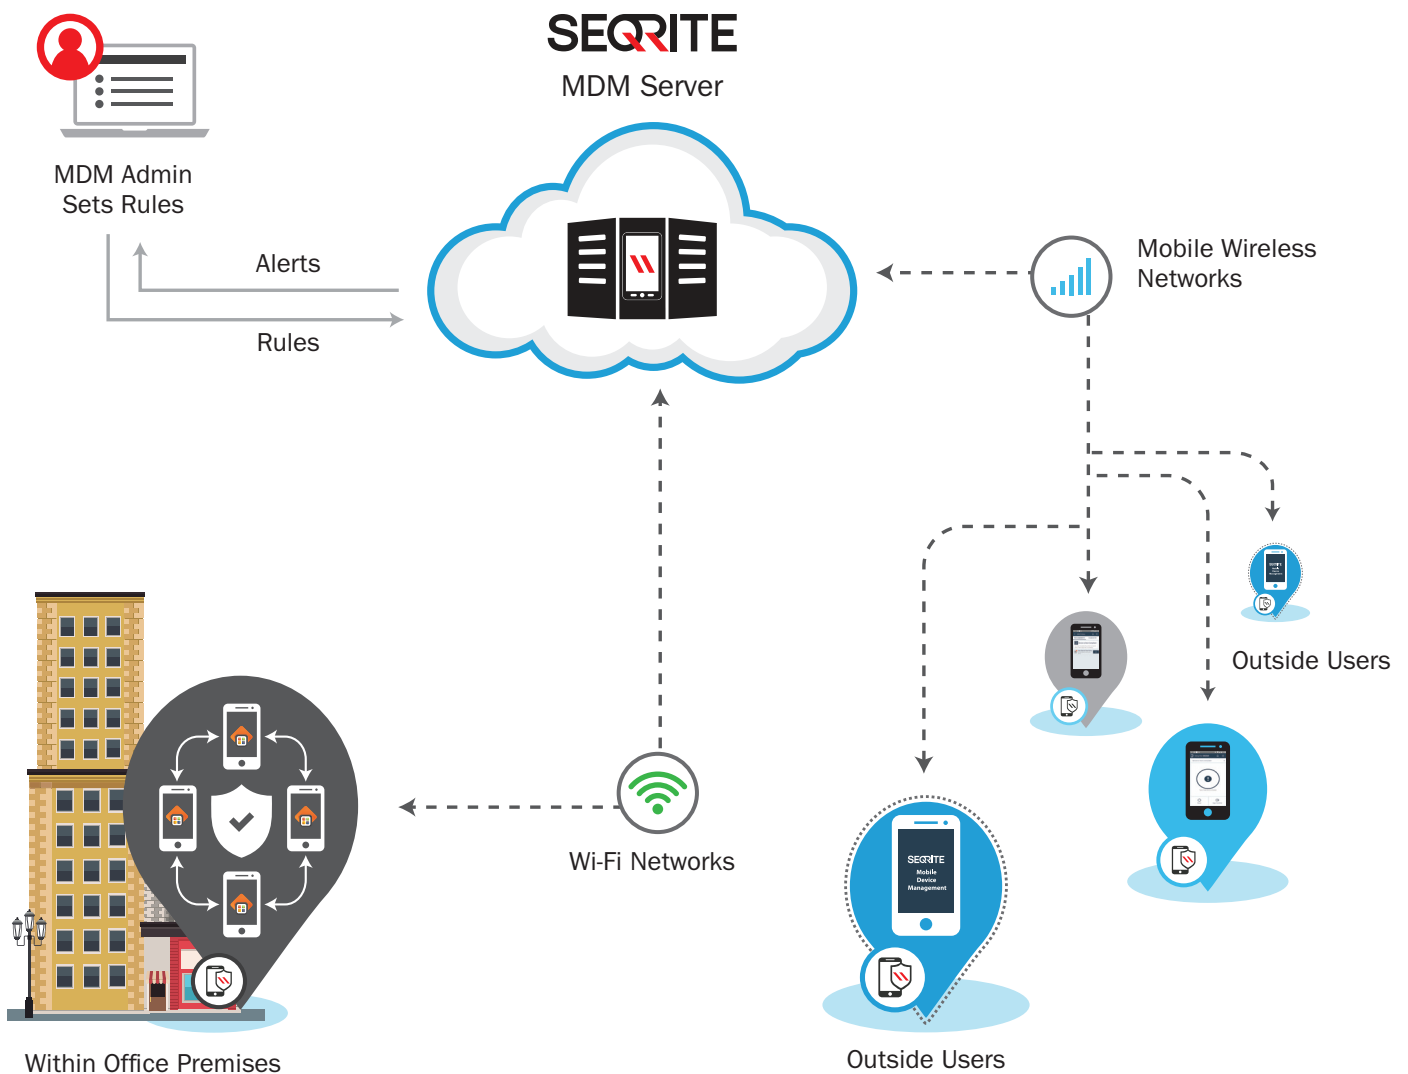 SEQRITE
MDM Server
MDM Admin
Sets Rules
Alerts
Rules
Mobile Wireless
Networks
Outside Users
Wi-Fi Networks
SEQRITE
Mobile
Device
Management
Within Office Premises
Outside Users